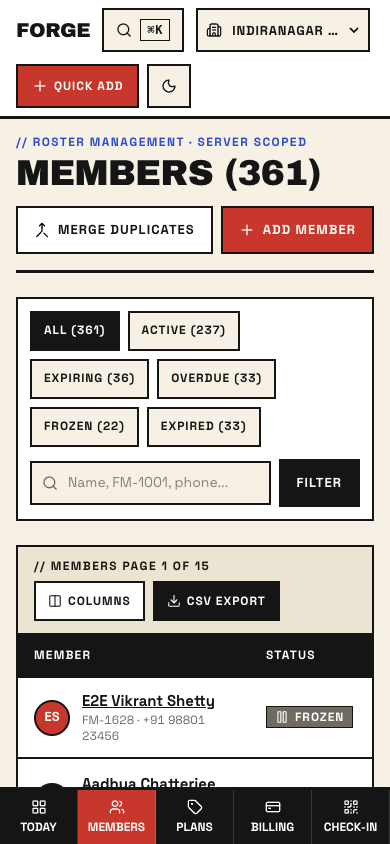 FORGE
⌘K
INDIRANAGAR ...
QUICK ADD
// ROSTER MANAGEMENT · SERVER SCOPED
MEMBERS (361)
MERGE DUPLICATES
ADD MEMBER
ALL (361)
ACTIVE (237)
EXPIRING (36)
OVERDUE (33)
FROZEN (22)
EXPIRED (33)
Name, FM-1001, phone...
FILTER
// MEMBERS PAGE 1 OF 15
COLUMNS
CSV EXPORT
MEMBER STATUS
ES
E2E Vikrant Shetty
FM-1628 · +91 98801
23456
FROZEN
Aadhya Chatterjee
TODAY
MEMBERS
PLANS
BILLING
CHECK-IN